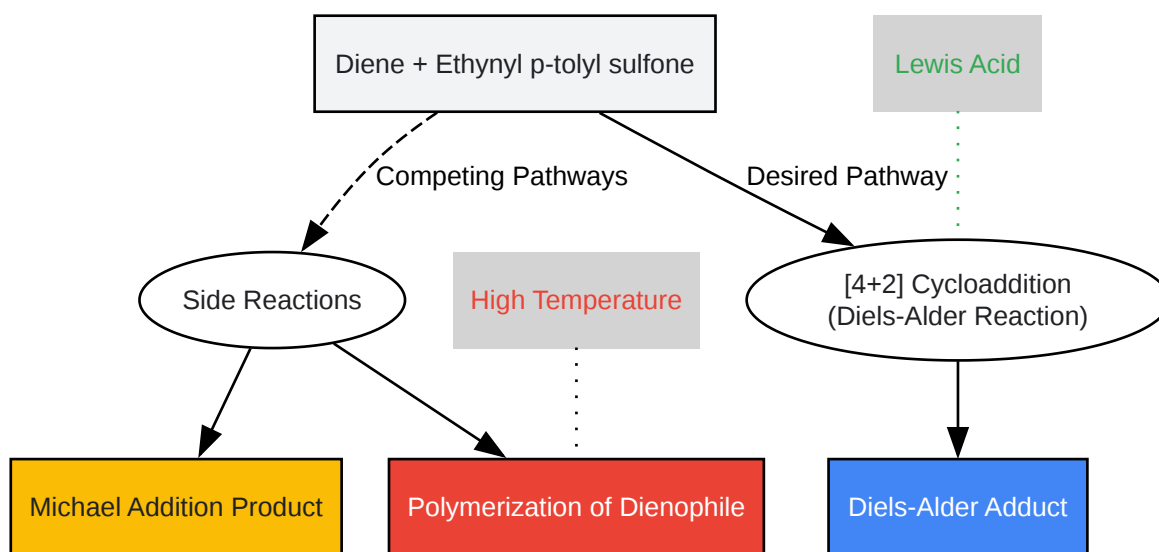 Diene + Ethynyl p-tolyl sulfone
Lewis Acid
Competing Pathways
Desired Pathway
Side Reactions
High Temperature
[4+2] Cycloaddition
(Diels-Alder Reaction)
Michael Addition Product
Polymerization of Dienophile
Diels-Alder Adduct